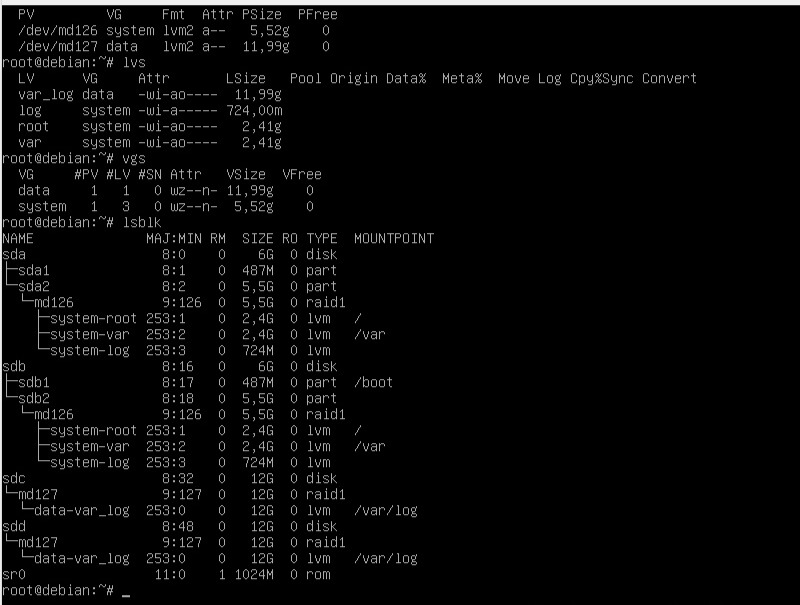 PV         VG     Fmt  Attr PSize  PFree
  /dev/md126 system lvm2 a--   5,52g    0
  /dev/md127 data   lvm2 a--  11,99g    0
root@debian:~# lvs
  LV      VG     Attr       LSize   Pool Origin Data%  Meta%  Move Log Cpy%Sync Convert
  var_log data   -wi-ao----  11,99g
  log     system -wi-a----- 724,00m
  root    system -wi-ao----   2,41g
  var     system -wi-ao----   2,41g
root@debian:~# vgs
  VG     #PV #LV #SN Attr   VSize  VFree
  data     1   1   0 wz--n- 11,99g    0
  system   1   3   0 wz--n-  5,52g    0
root@debian:~# lsblk
NAME              MAJ:MIN RM  SIZE RO TYPE  MOUNTPOINT
sda                 8:0    0    6G  0 disk
├─sda1              8:1    0  487M  0 part
└─sda2              8:2    0  5,5G  0 part
  └─md126           9:126  0  5,5G  0 raid1
    ├─system-root 253:1    0  2,4G  0 lvm   /
    ├─system-var  253:2    0  2,4G  0 lvm   /var
    └─system-log  253:3    0  724M  0 lvm
sdb                 8:16   0    6G  0 disk
├─sdb1              8:17   0  487M  0 part  /boot
└─sdb2              8:18   0  5,5G  0 part
  └─md126           9:126  0  5,5G  0 raid1
    ├─system-root 253:1    0  2,4G  0 lvm   /
    ├─system-var  253:2    0  2,4G  0 lvm   /var
    └─system-log  253:3    0  724M  0 lvm
sdc                 8:32   0   12G  0 disk
└─md127             9:127  0   12G  0 raid1
  └─data-var_log  253:0    0   12G  0 lvm   /var/log
sdd                 8:48   0   12G  0 disk
└─md127             9:127  0   12G  0 raid1
  └─data-var_log  253:0    0   12G  0 lvm   /var/log
sr0                11:0    1 1024M  0 rom
root@debian:~# _